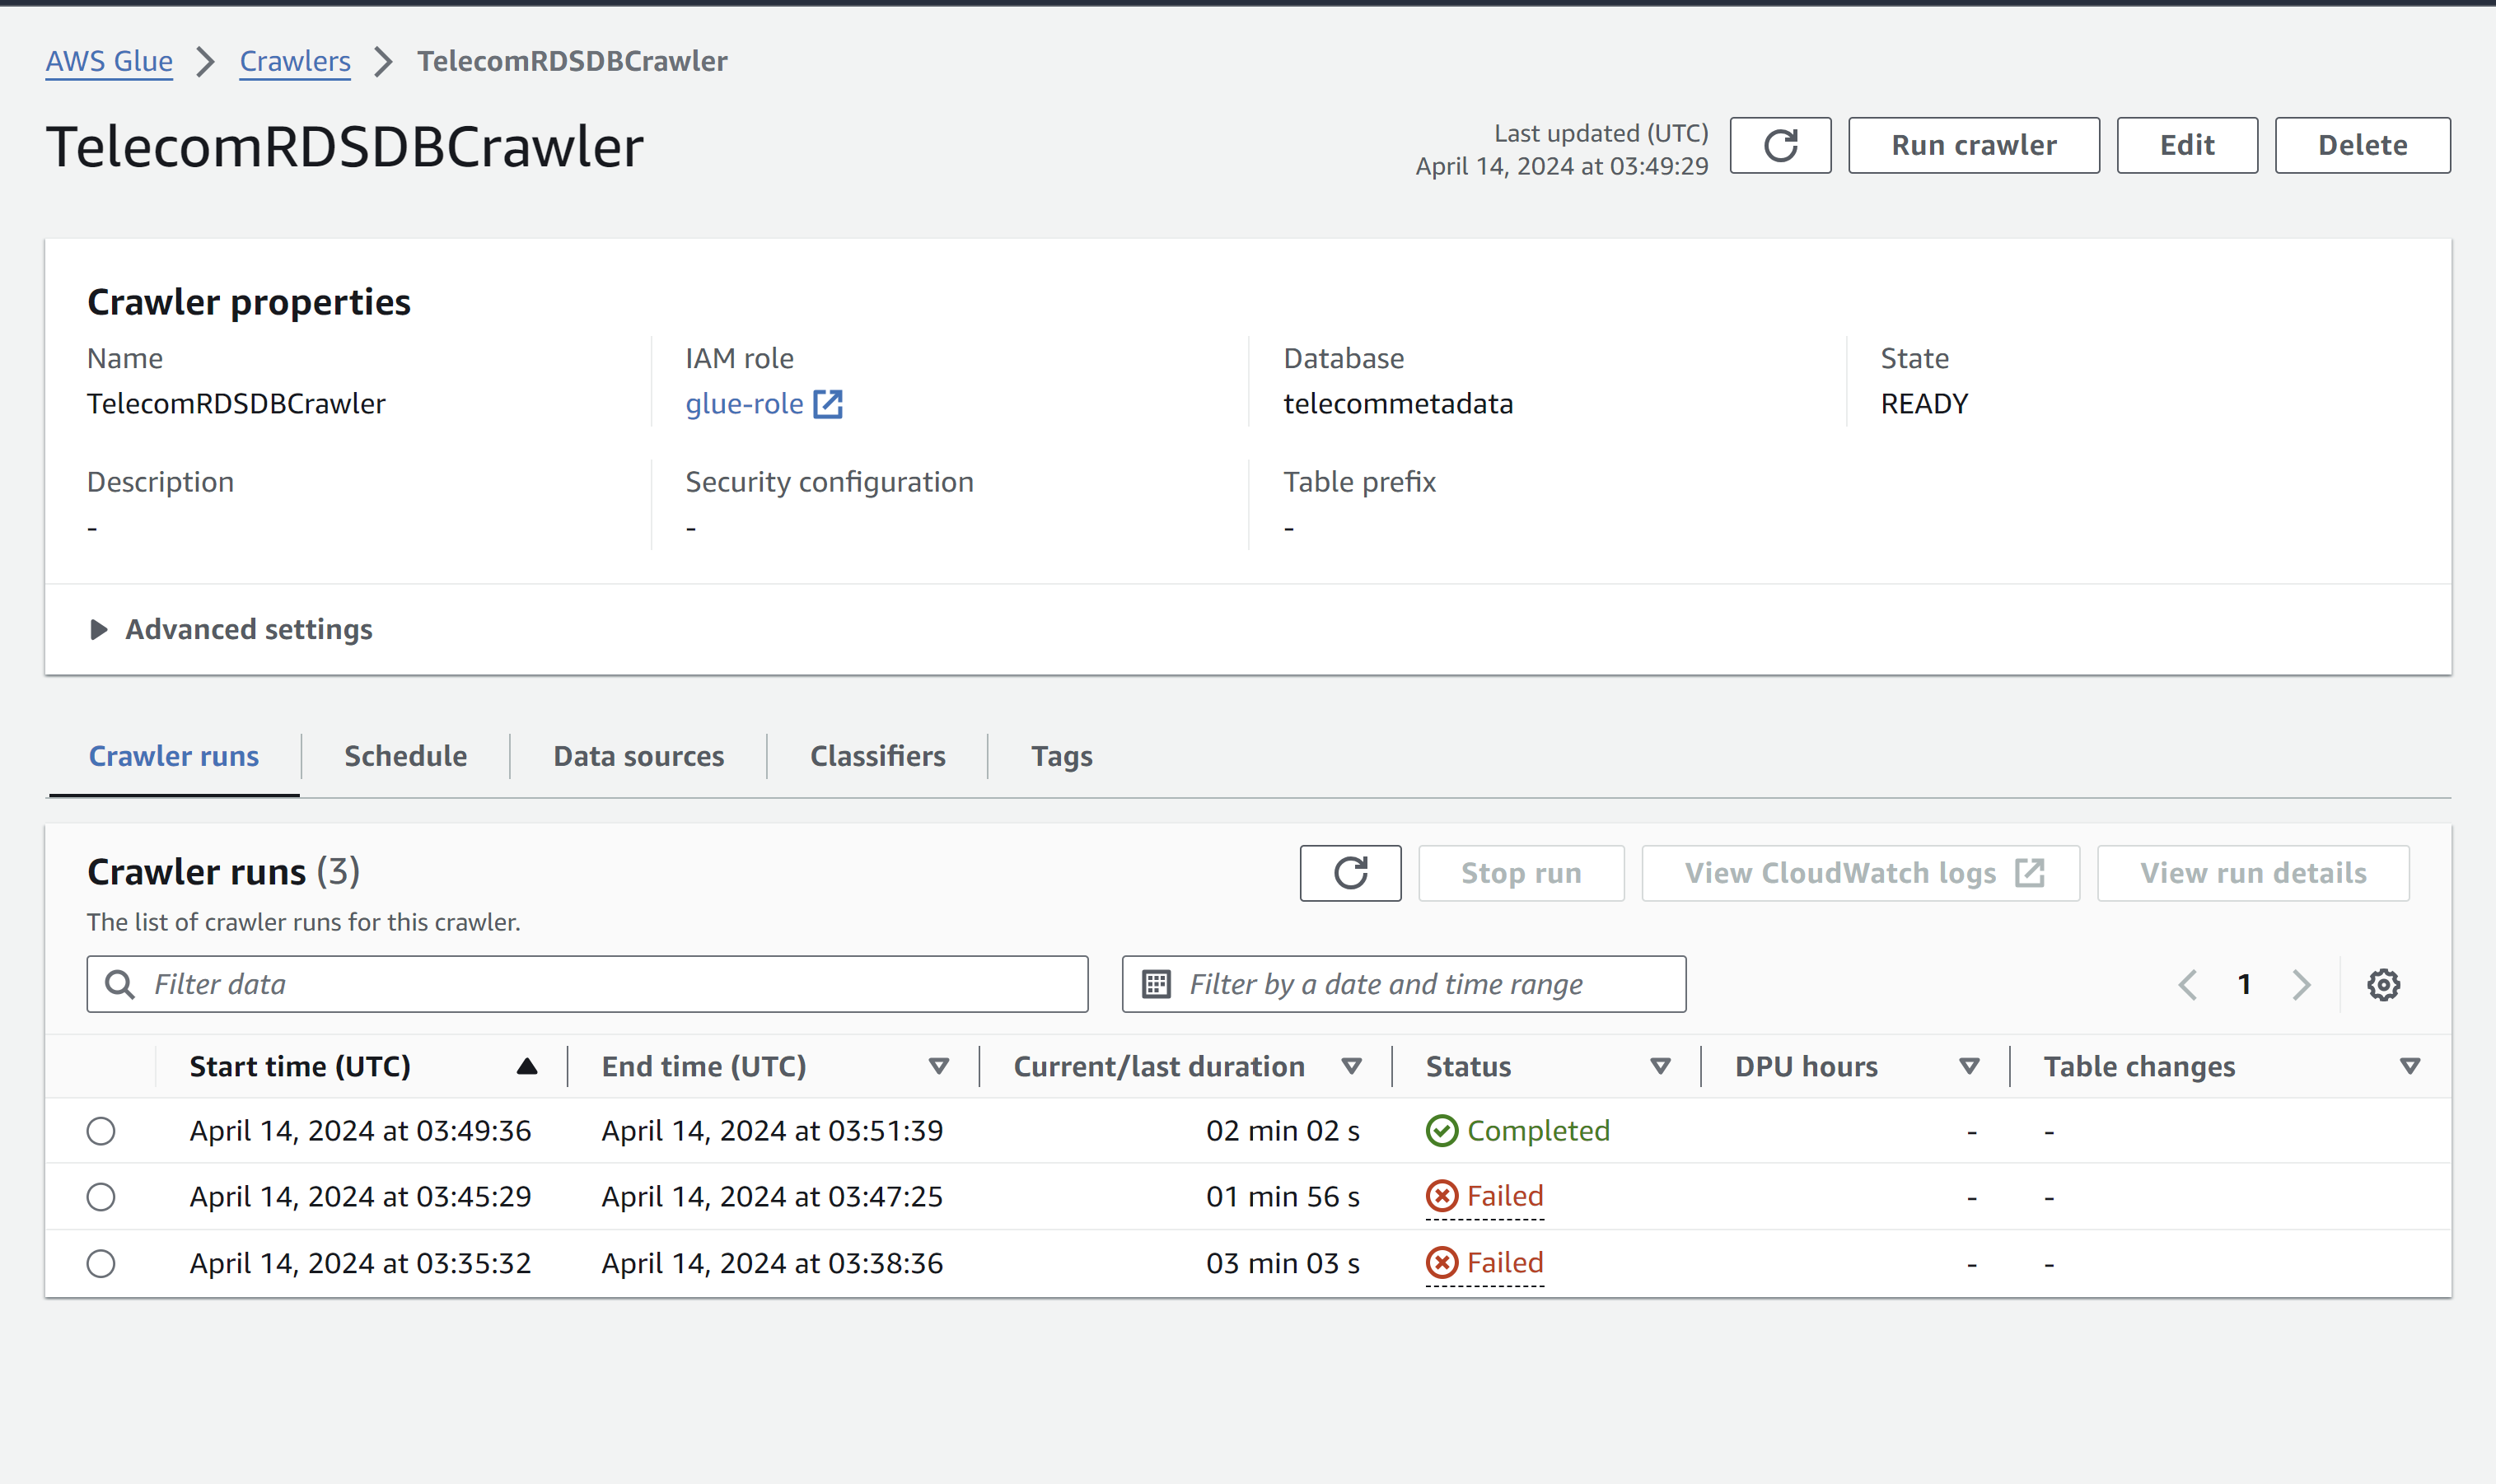 AWS Glue > Crawlers > TelecomRDSDBCrawler
TelecomRDSDBCrawler
Last updated (UTC)
April 14, 2024 at 03:49:29
Run crawler
Edit
Delete
Crawler properties
Name
TelecomRDSDBCrawler
IAM role
glue-role
Database
telecommetadata
State
READY
Description
-
Security configuration
-
Table prefix
-
Advanced settings
Crawler runs
Schedule
Data sources
Classifiers
Tags
Crawler runs (3)
Stop run
View CloudWatch logs
View run details
The list of crawler runs for this crawler.
Filter data
Filter by a date and time range
1
Start time (UTC) End time (UTC) Current/last duration Status DPU hours Table changes
April 14, 2024 at 03:49:36 April 14, 2024 at 03:51:39 02 min 02 s Completed - -
April 14, 2024 at 03:45:29 April 14, 2024 at 03:47:25 01 min 56 s Failed - -
April 14, 2024 at 03:35:32 April 14, 2024 at 03:38:36 03 min 03 s Failed - -